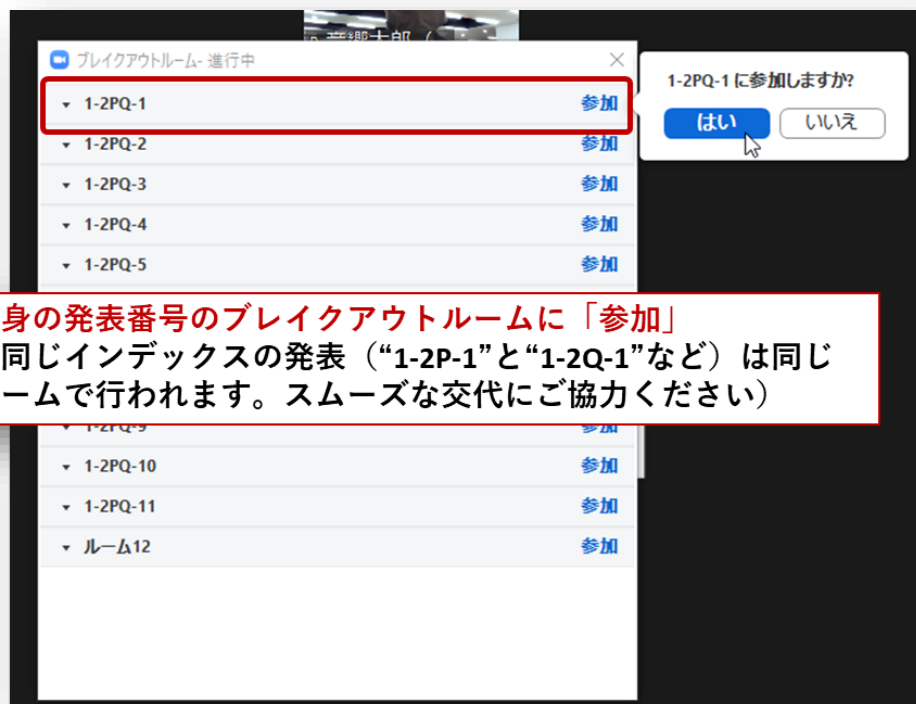 音響太郎（
ブレイクアウトルーム- 進行中
1-2PQ-1 参加
1-2PQ-1 に参加しますか?
はい いいえ
1-2PQ-2 参加
1-2PQ-3 参加
1-2PQ-4 参加
1-2PQ-5 参加
身の発表番号のブレイクアウトルームに「参加」
同じインデックスの発表（“1-2P-1”と“1-2Q-1”など）は同じ
ームで行われます。スムーズな交代にご協力ください）
1-2PQ-9 参加
1-2PQ-10 参加
1-2PQ-11 参加
ルーム12 参加